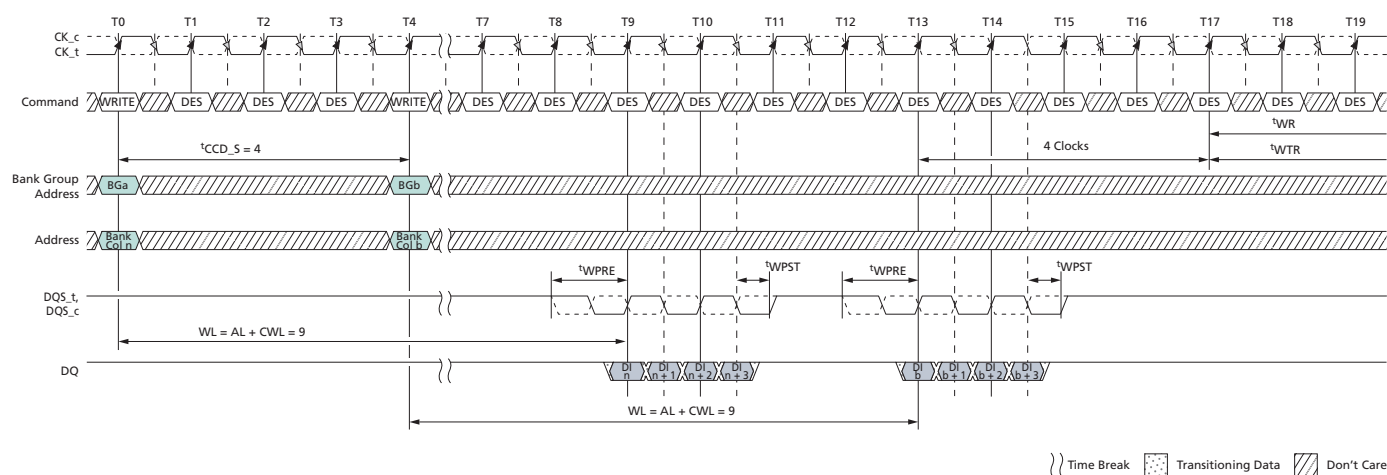 T0 T1 T2 T3 T4 T7 T8 T9 T10 T11 T12 T13 T14 T15 T16 T17 T18 T19
CK_c
CK_t
Command WRITE DES DES DES WRITE DES DES DES DES DES DES DES DES DES DES DES DES DES
tWR
tCCD_S = 4 4 Clocks tWTR
Bank Group
Address BGa BGb
Address Bank
Col n Bank
Col b
tWPRE tWPST tWPRE tWPST
DQS_t,
DQS_c
WL = AL + CWL = 9
DQ DI
n DI
n + 1 DI
n + 2 DI
n + 3 DI
b DI
b + 1 DI
b + 2 DI
b + 3
WL = AL + CWL = 9
Time Break Transitioning Data Don't Care